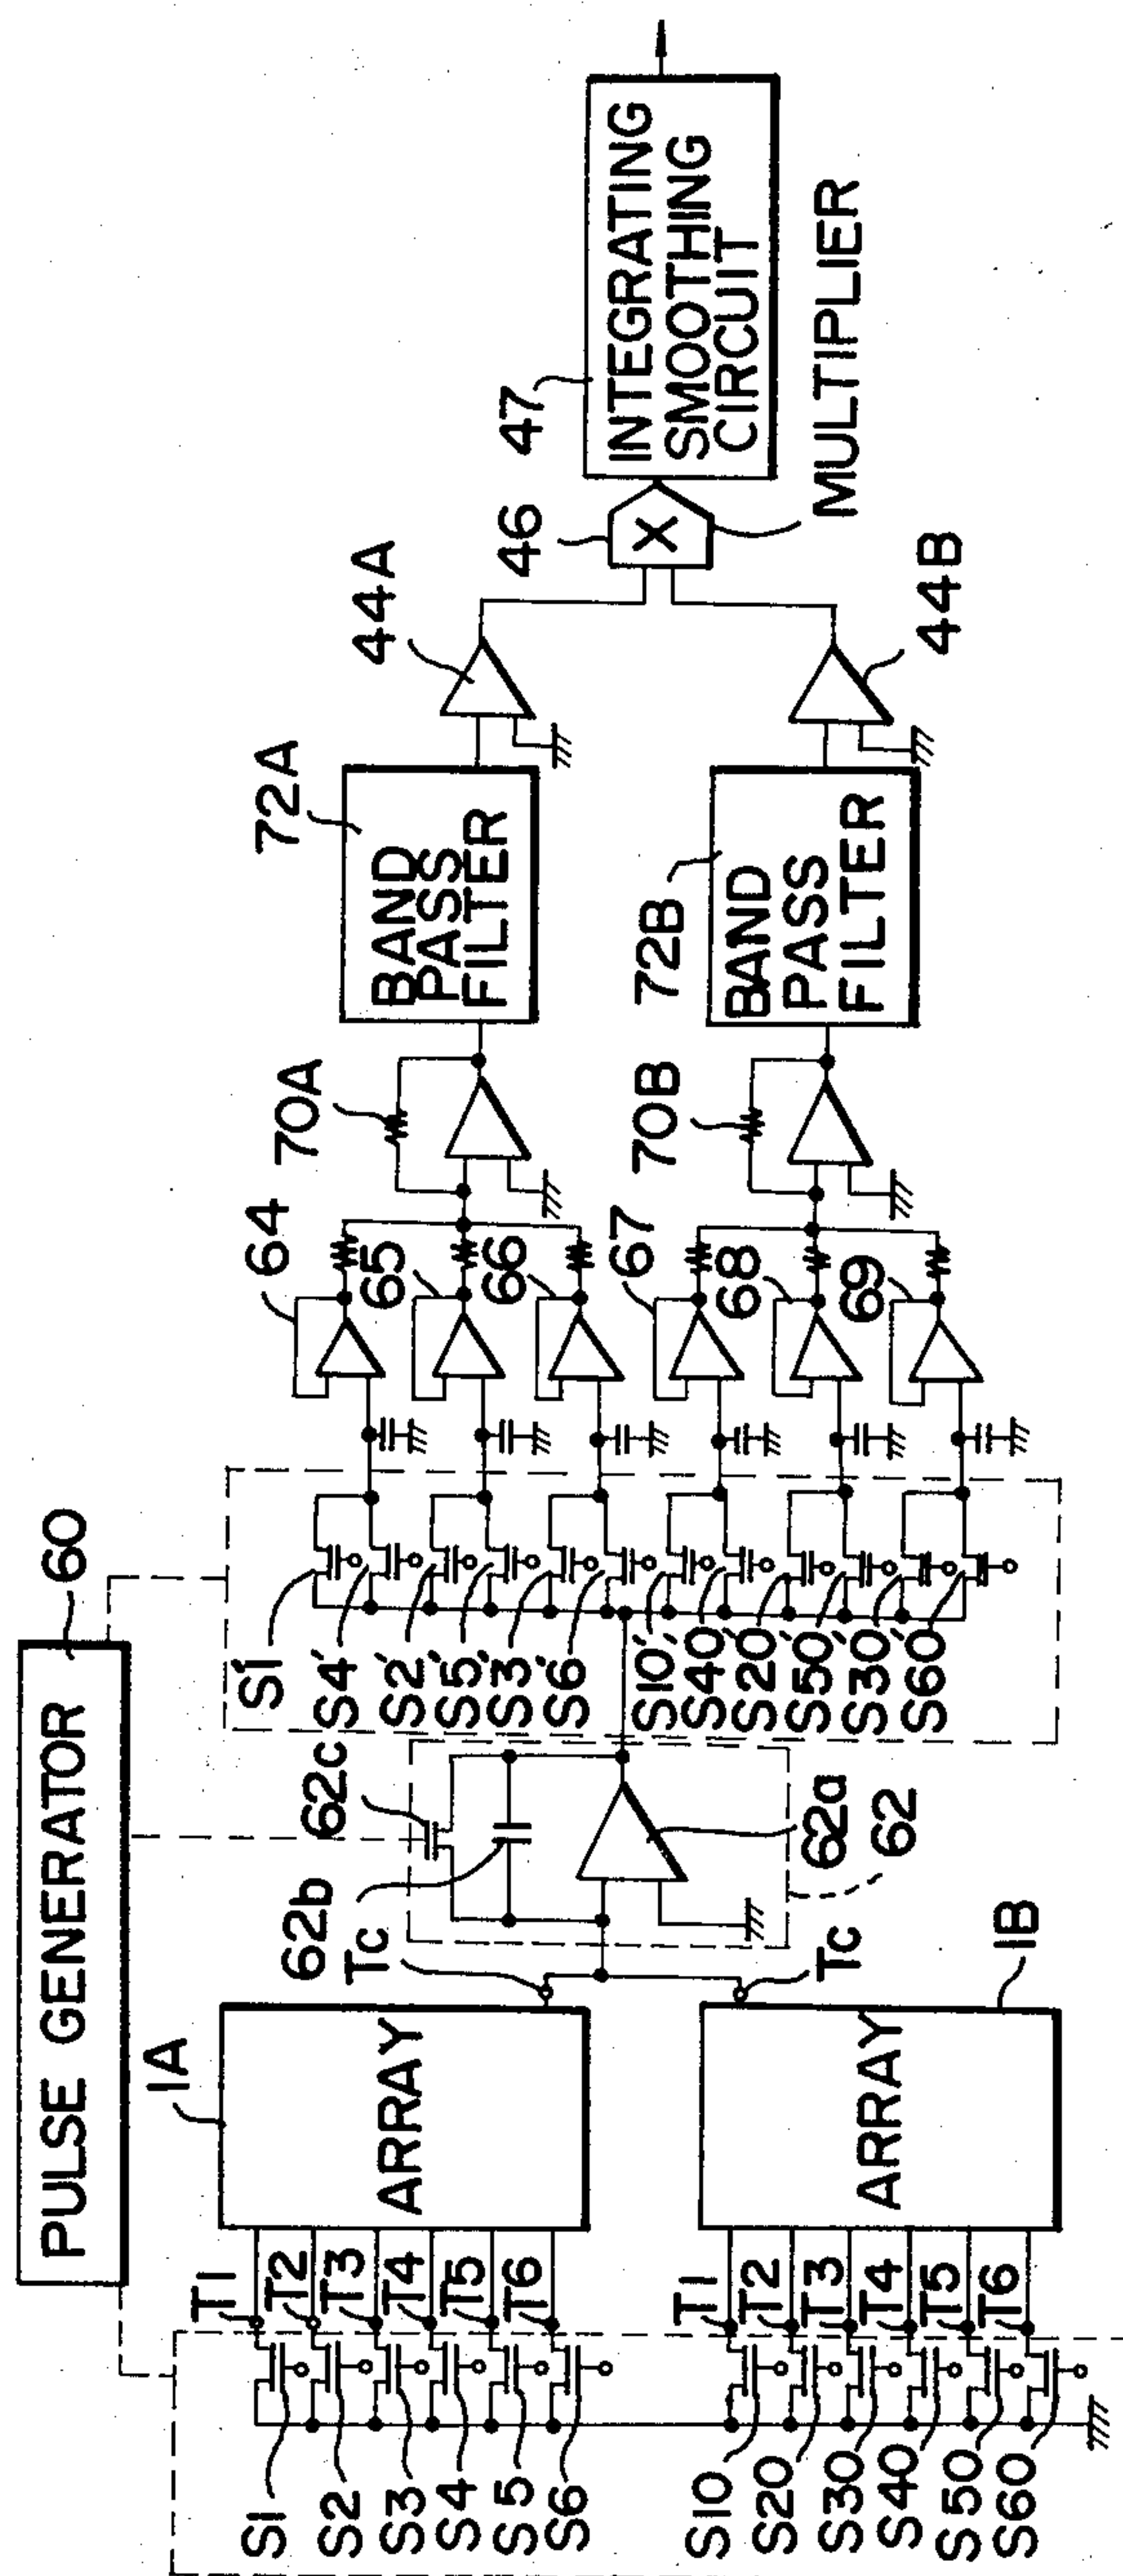 PULSE GENERATOR
60
S1
S2
S3
S4
S5
S6
T1
T2
T3
T4
T5
T6
1A
ARRAY
S10
S20
S30
S40
S50
S60
T1
T2
T3
T4
T5
T6
ARRAY
1B
Tc
Tc
62b
62c
62a
62
S1'
S4'
S2'
S5'
S3'
S6'
S10'
S40'
S20'
S50'
S30'
S60'
64
65
66
67
68
69
70A
70B
72A
BAND
PASS
FILTER
72B
BAND
PASS
FILTER
44A
44B
46
X
MULTIPLIER
47
INTEGRATING
SMOOTHING
CIRCUIT